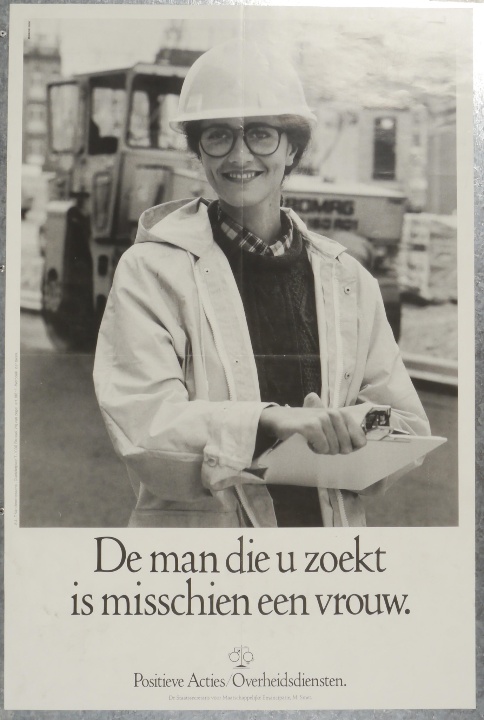 BOMAG
De man die u zoekt
is misschien een vrouw.
Positieve Acties/Overheidsdiensten.
De Staatssecretaris voor Maatschappelijke Emancipatie, M. Smet